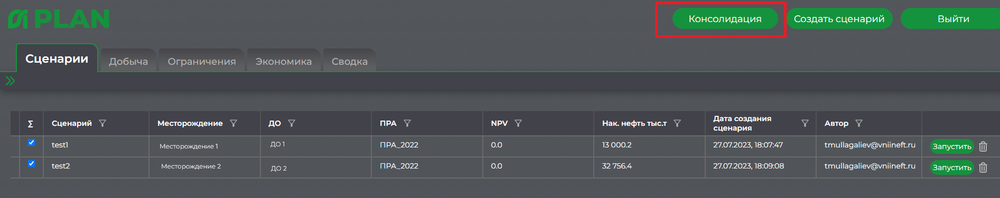 PLAN
Консолидация Создать сценарий Выйти
Сценарии Добыча Ограничения Экономика Сводка
Σ Сценарий Месторождение ДО ПРА NPV Нак. нефть тыс.т Дата создания сценария Автор
test1 Месторождение 1 ДО 1 ПРА_2022 0.0 13 000.2 27.07.2023, 18:07:47 tmullagaliev@vniineft.ru Запустить
test2 Месторождение 2 ДО 2 ПРА_2022 0.0 32 756.4 27.07.2023, 18:09:08 tmullagaliev@vniineft.ru Запустить